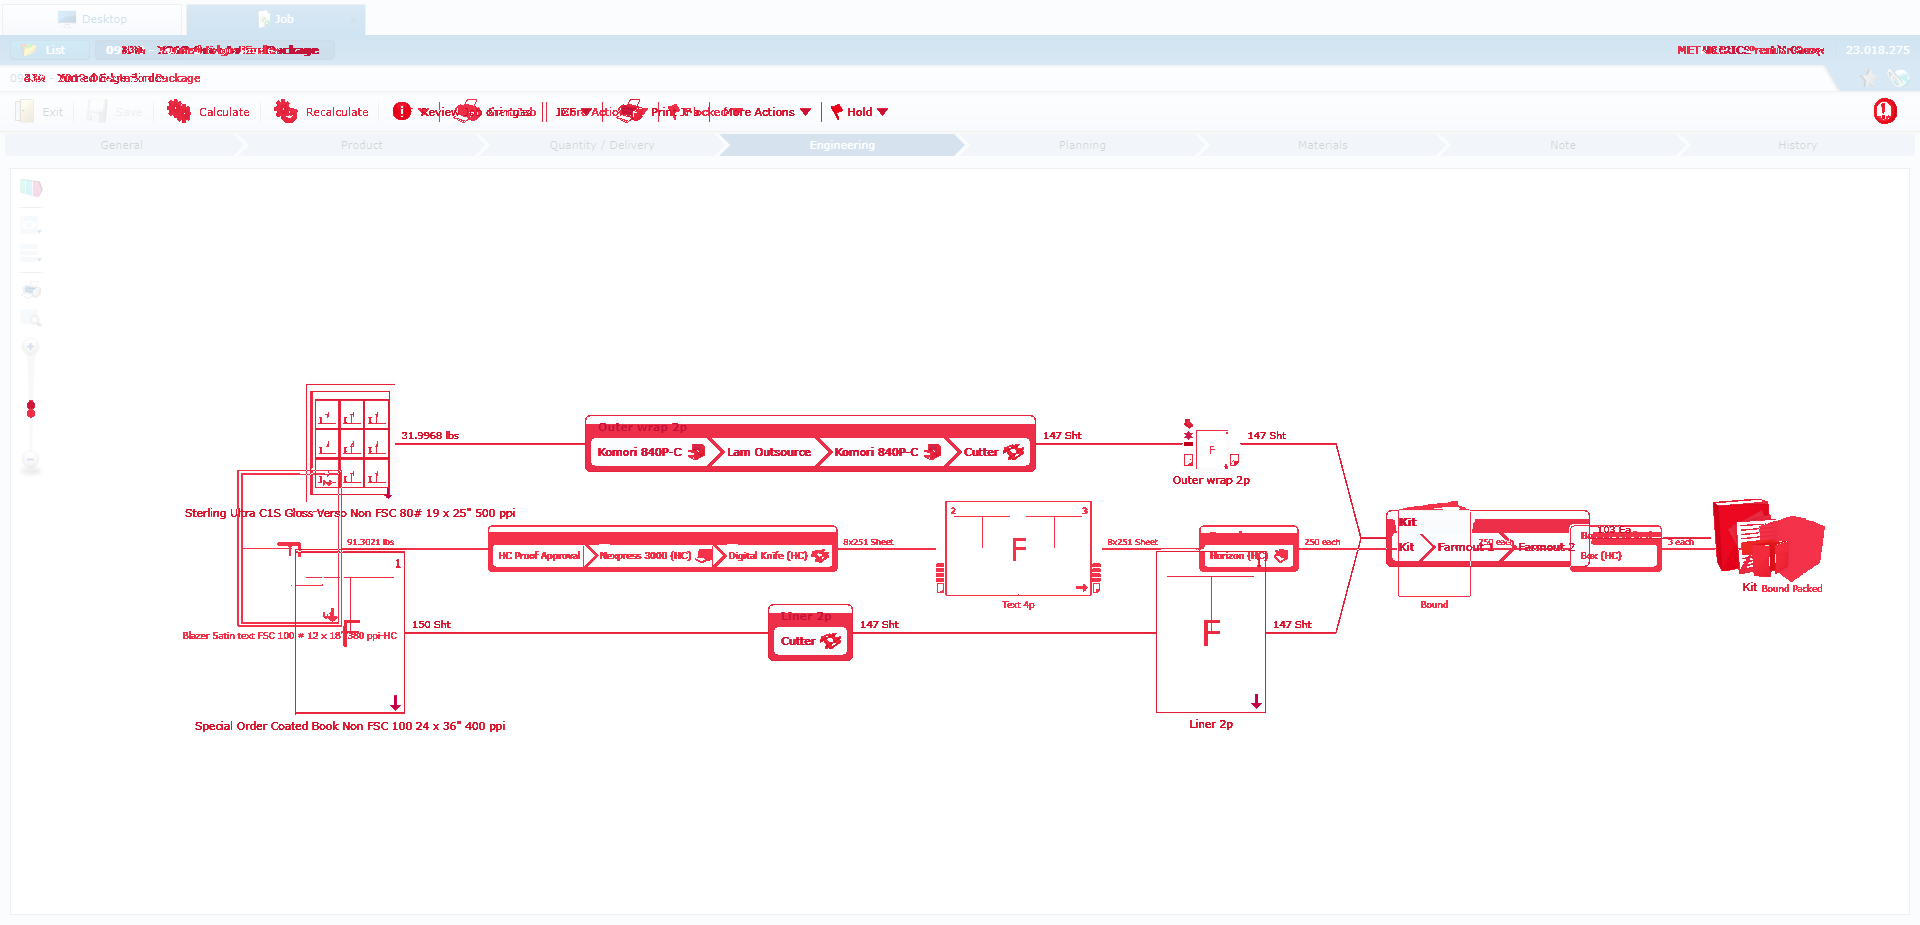 Desktop
Job
List
23.018.275
Exit
Save
Calculate
Recalculate
Hold
General
Product
Quantity / Delivery
Engineering
Planning
Materials
Note
History
31.9968 lbs
Outer wrap 2p
Komori 840P-C
Lam Outsource
Komori 840P-C
Cutter
147 Sht
F
147 Sht
Outer wrap 2p
Sterling Ultra C1S Gloss Verso Non FSC 80# 19 x 25" 500 ppi
91.3021 lbs
HC Proof Approval
Nexpress 3000 (HC)
Digital Knife (HC)
8x251 Sheet
2
3
F
Text 4p
8x251 Sheet
Horizon (HC)
250 each
Kit
Kit
Farmout 1
Farmout 2
250 each
103 Ea
Box (HC)
3 each
Kit
Bound Packed
Bound
1
F
Blazer Satin text FSC 100 # 12 x 18" 380 ppi-HC
150 Sht
Liner 2p
Cutter
147 Sht
F
147 Sht
Liner 2p
Special Order Coated Book Non FSC 100 24 x 36" 400 ppi